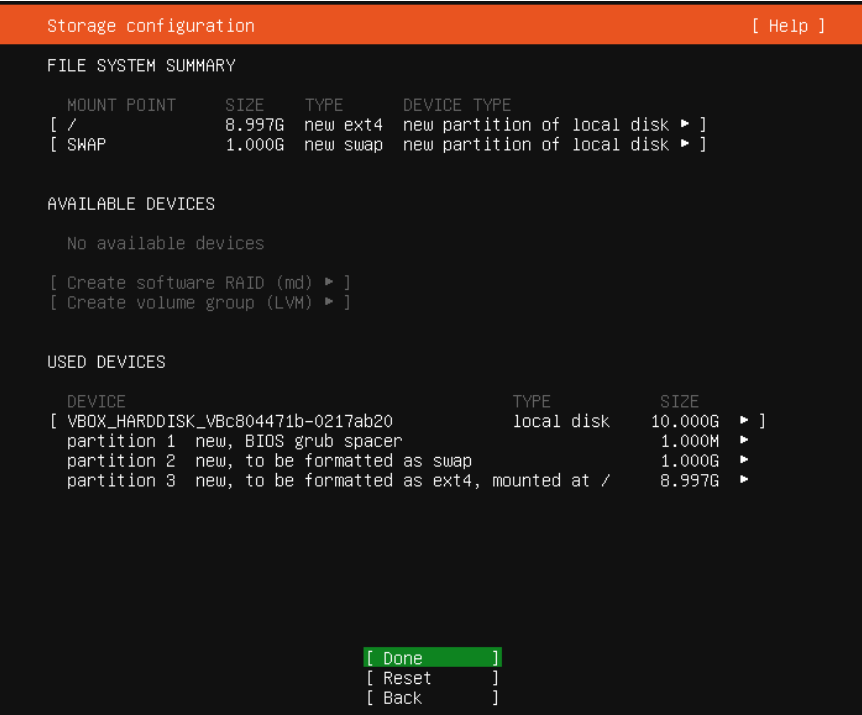 Storage configuration [ Help ]
FILE SYSTEM SUMMARY
MOUNT POINT SIZE TYPE DEVICE TYPE
[ / 8.997G new ext4 new partition of local disk ▸ ]
[ SWAP 1.000G new swap new partition of local disk ▸ ]
AVAILABLE DEVICES
No available devices
[ Create software RAID (md) ▸ ]
[ Create volume group (LVM) ▸ ]
USED DEVICES
DEVICE TYPE SIZE
[ VBOX_HARDDISK_VBc804471b-0217ab20 local disk 10.000G ▸ ]
partition 1 new, BIOS grub spacer 1.000M ▸
partition 2 new, to be formatted as swap 1.000G ▸
partition 3 new, to be formatted as ext4, mounted at / 8.997G ▸
[ Done ]
[ Reset ]
[ Back ]